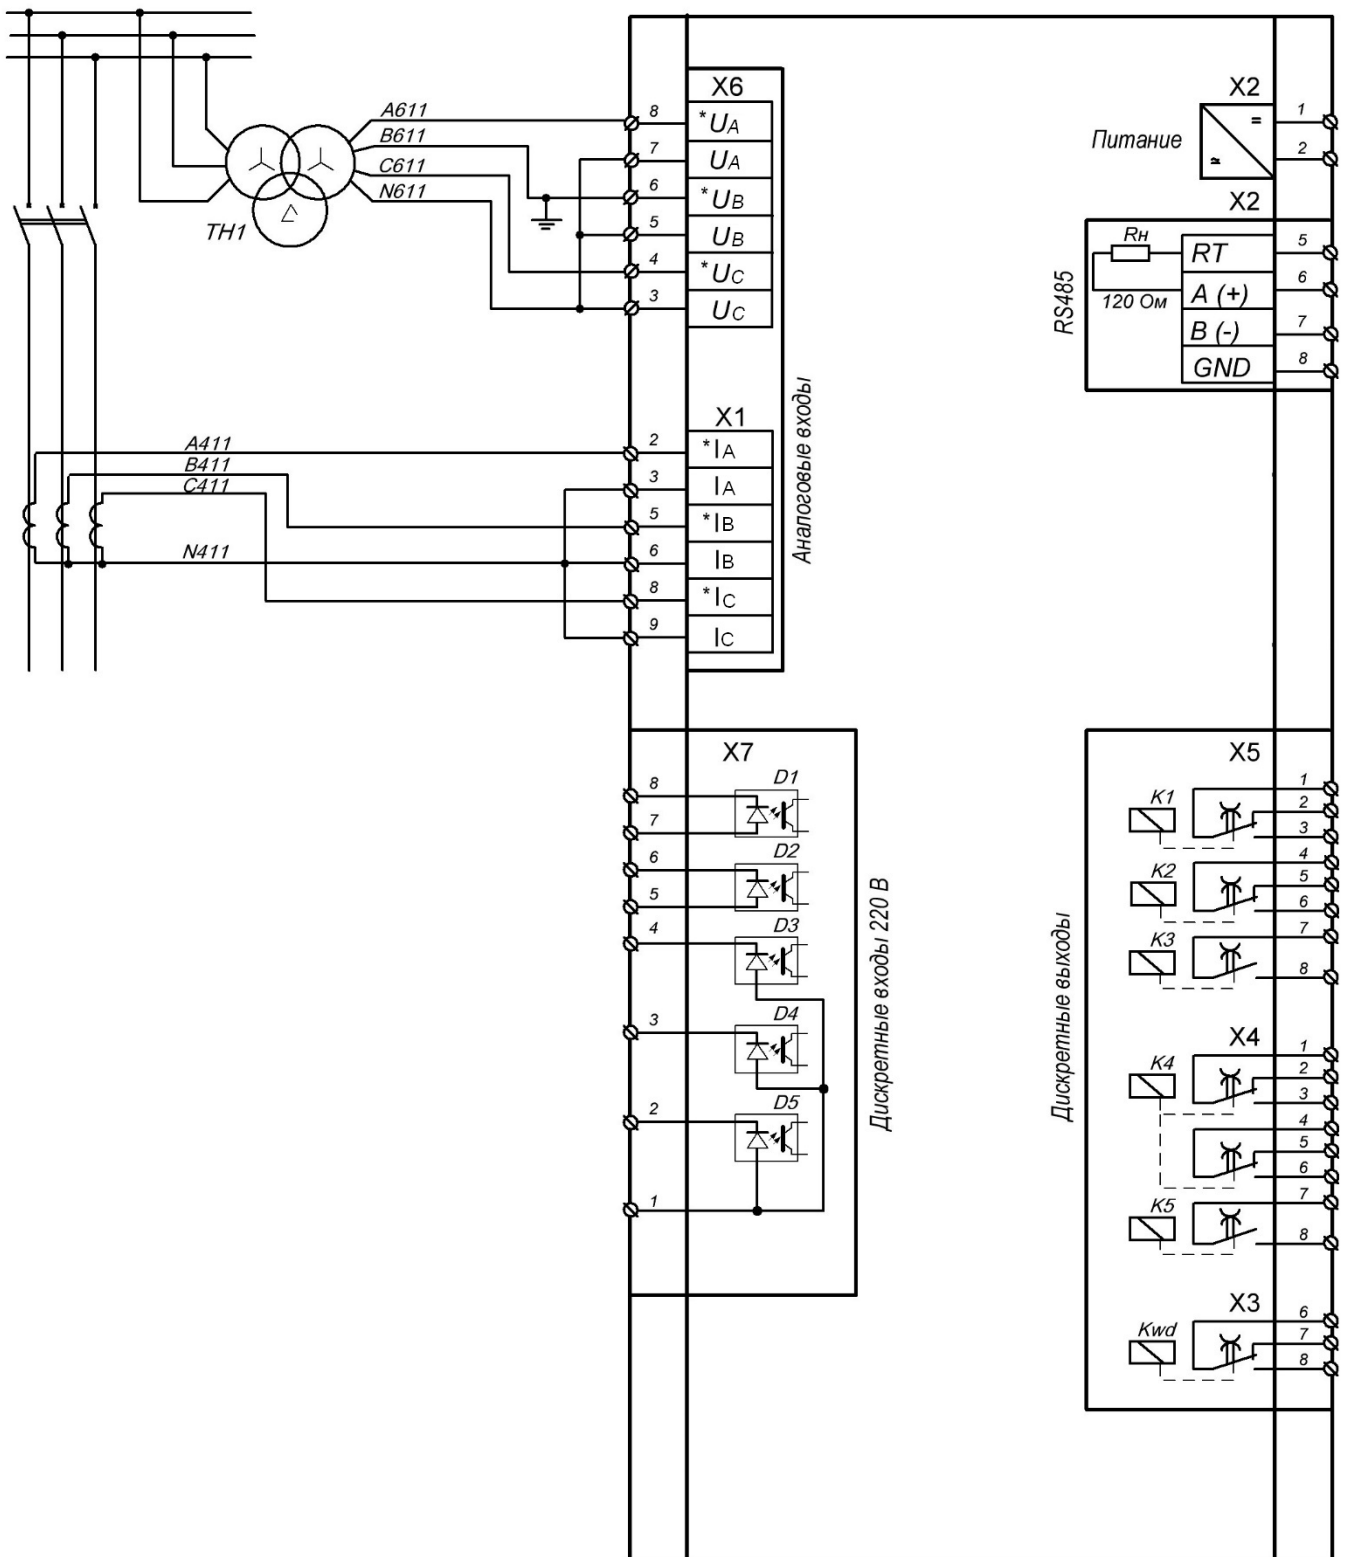 A611
B611
C611
N611
TH1
X6
8 *UA
7 UA
6 *UB
5 UB
4 *UC
3 UC
A411
B411
C411
N411
X1
2 *IA
3 IA
5 *IB
6 IB
8 *IC
9 IC
Аналоговые входы
X7
8
D1
7
6
D2
5
4
D3
3
D4
2
D5
1
Дискретные входы 220 В
Питание
X2
=
≃
1
2
X2
RS485
Rн
120 Ом
RT 5
A (+) 6
B (-) 7
GND 8
Дискретные выходы
X5
K1
1
2
3
K2
4
5
6
K3
7
8
X4
K4
1
2
3
4
5
6
K5
7
8
X3
Kwd
6
7
8